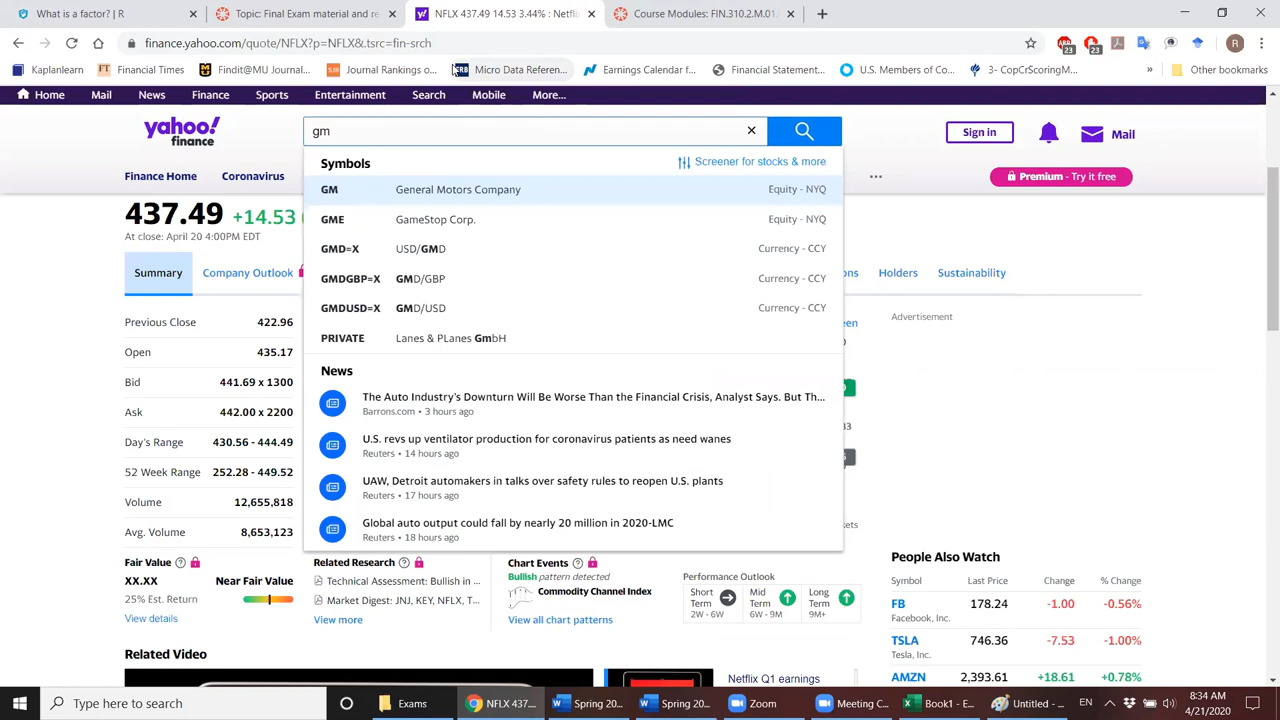 What is a factor? | Topic
Topic: Final Exam material and re
NFLX 437.49 14.53 3.44% : Netfli
Course Modules: FIN.310.2.M.01.
finance.yahoo.com/quote/NFLX?p=NFLX&.tsrc=fin-srch
R
Kaplanlearn
Financial Times
Findit@MU Journal...
Journal Rankings o...
Micro Data Referen...
Earnings Calendar f...
Financial Statement...
U.S. Members of Co...
3- CopCrScoringM...
»
Other bookmarks
Home
Mail
News
Finance
Sports
Entertainment
Search
Mobile
More...
yahoo!
finance
gm
Sign in
Mail
Symbols
Screener for stocks & more
Finance Home
Coronavirus
Premium - Try it free
GM General Motors Company Equity - NYQ
GME GameStop Corp. Equity - NYQ
GMD=X USD/GMD Currency - CCY
GMDGBP=X GMD/GBP Currency - CCY
GMDUSD=X GMD/USD Currency - CCY
PRIVATE Lanes & PLanes GmbH
News
The Auto Industry's Downturn Will Be Worse Than the Financial Crisis, Analyst Says. But Th...
Barrons.com • 3 hours ago
U.S. revs up ventilator production for coronavirus patients as need wanes
Reuters • 14 hours ago
UAW, Detroit automakers in talks over safety rules to reopen U.S. plants
Reuters • 17 hours ago
Global auto output could fall by nearly 20 million in 2020-LMC
Reuters • 18 hours ago
437.49 +14.53
At close: April 20 4:00PM EDT
Summary
Company Outlook
ons
Holders
Sustainability
Previous Close 422.96
Open 435.17
Bid 441.69 x 1300
Ask 442.00 x 2200
Day's Range 430.56 - 444.49
52 Week Range 252.28 - 449.52
Volume 12,655,818
Avg. Volume 8,653,123
Advertisement
Fair Value
XX.XX Near Fair Value
25% Est. Return
View details
Related Research
Technical Assessment: Bullish in ...
Market Digest: JNJ, KEY, NFLX, T...
View more
Chart Events
Bullish pattern detected
Commodity Channel Index
View all chart patterns
Performance Outlook
Short
Term
2W - 6W
Mid
Term
6W - 9M
Long
Term
9M+
People Also Watch
Symbol Last Price Change % Change
FB 178.24 -1.00 -0.56%
Facebook, Inc.
TSLA 746.36 -7.53 -1.00%
Tesla, Inc.
AMZN 2,393.61 +18.61 +0.78%
Related Video
Netflix Q1 earnings
Type here to search
Exams
NFLX 437...
Spring 20...
Spring 20...
Zoom
Meeting C...
Book1 - E...
Untitled - ...
EN
8:34 AM
4/21/2020